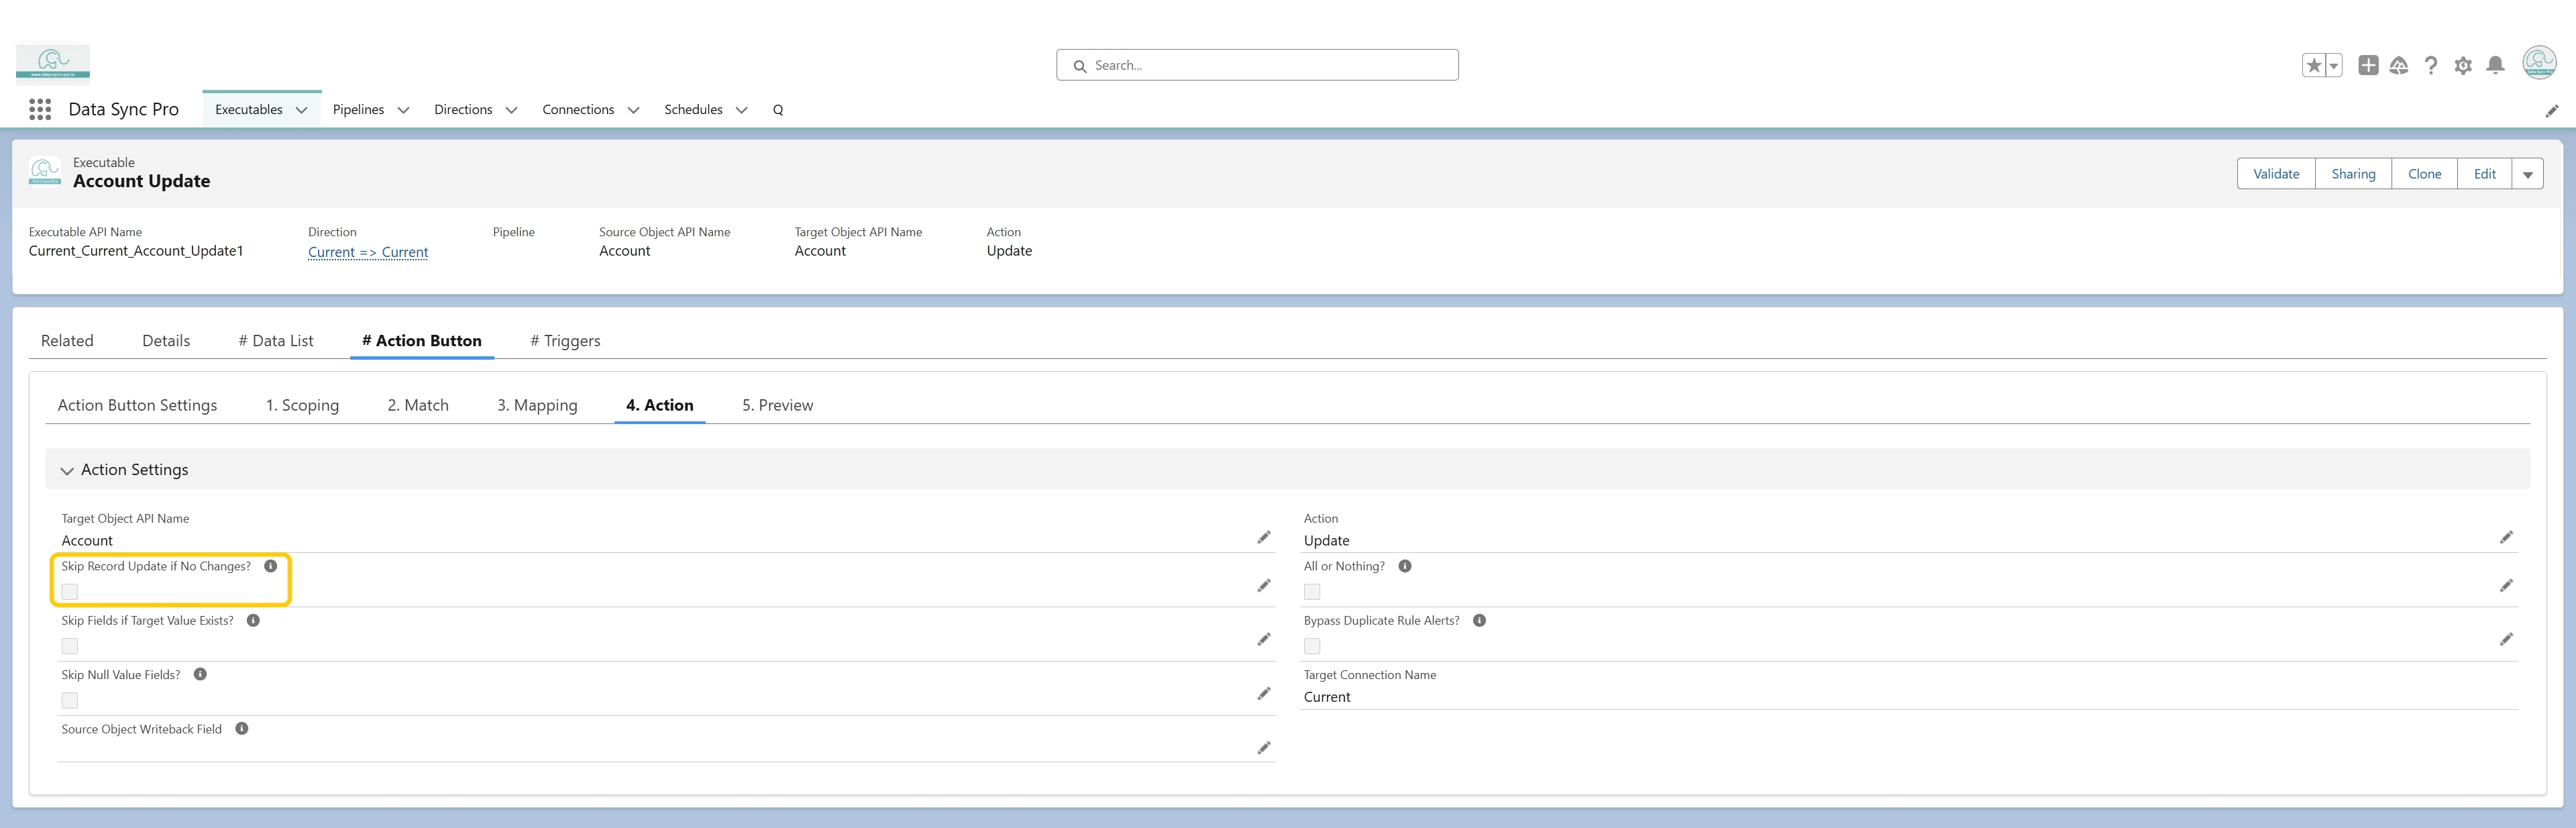 www.data-sync-pro.io
Search...
Data Sync Pro
Executables
Pipelines
Directions
Connections
Schedules
Q
Executable
Account Update
Validate
Sharing
Clone
Edit
Executable API Name
Current_Current_Account_Update1
Direction
Current => Current
Pipeline
Source Object API Name
Account
Target Object API Name
Account
Action
Update
Related
Details
# Data List
# Action Button
# Triggers
Action Button Settings
1. Scoping
2. Match
3. Mapping
4. Action
5. Preview
Action Settings
Target Object API Name
Account
Action
Update
Skip Record Update if No Changes?
All or Nothing?
Skip Fields if Target Value Exists?
Bypass Duplicate Rule Alerts?
Skip Null Value Fields?
Target Connection Name
Current
Source Object Writeback Field